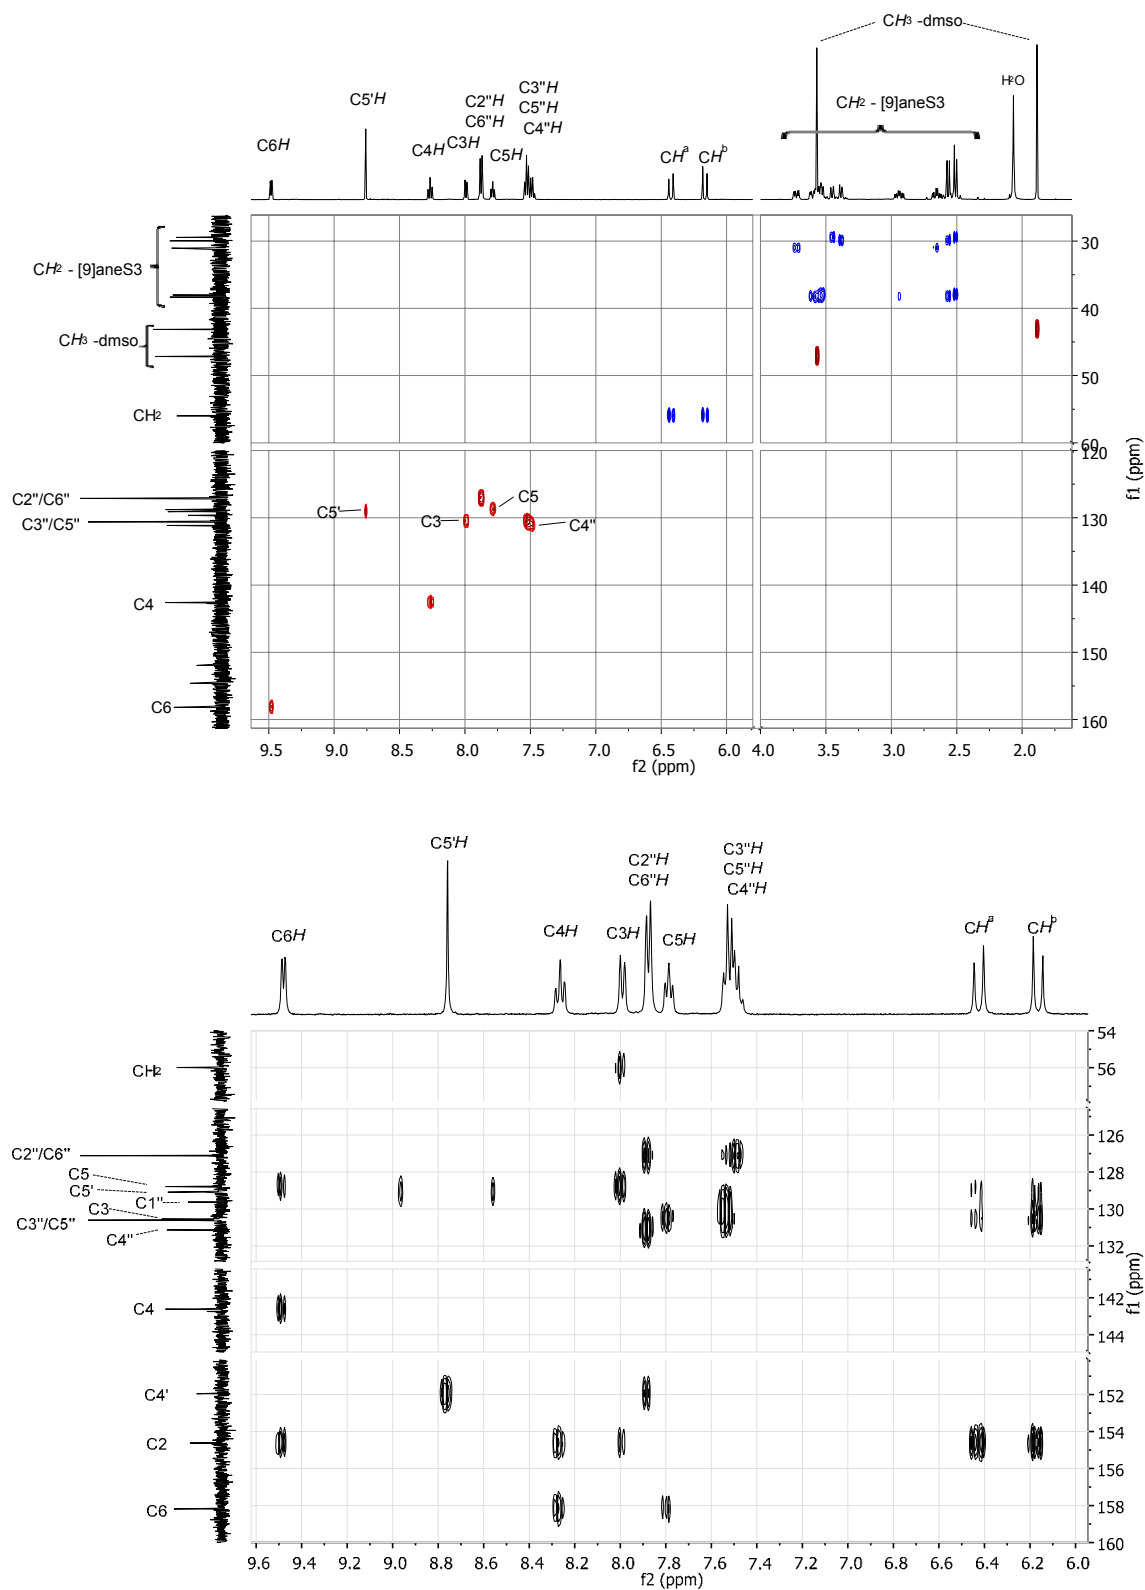 CH3 -dmso
H2O
C3"H
C2"H
C5"H
CH2 - [9]aneS3
C5'H
C6"H
C4"H
C6H
C4H
C3H
C5H
CHa
CHb
CH2 - [9]aneS3
CH3 -dmso
CH2
C2"/C6"
C3"/C5"
C4
C6
C5'
C3
C5
C4"
30
40
50
60
120
130
140
150
160
f1 (ppm)
9.5 9.0 8.5 8.0 7.5 7.0 6.5 6.0 4.0 3.5 3.0 2.5 2.0
f2 (ppm)
C5'H
C3"H
C2"H
C5"H
C6"H
C4"H
C6H
C4H
C3H
C5H
CHa
CHb
CH2
C2"/C6"
C5
C5'
C1"
C3
C3"/C5"
C4"
C4
C4'
C2
C6
54
56
126
128
130
132
142
144
152
154
156
158
160
f1 (ppm)
9.6 9.4 9.2 9.0 8.8 8.6 8.4 8.2 8.0 7.8 7.6 7.4 7.2 7.0 6.8 6.6 6.4 6.2 6.0
f2 (ppm)